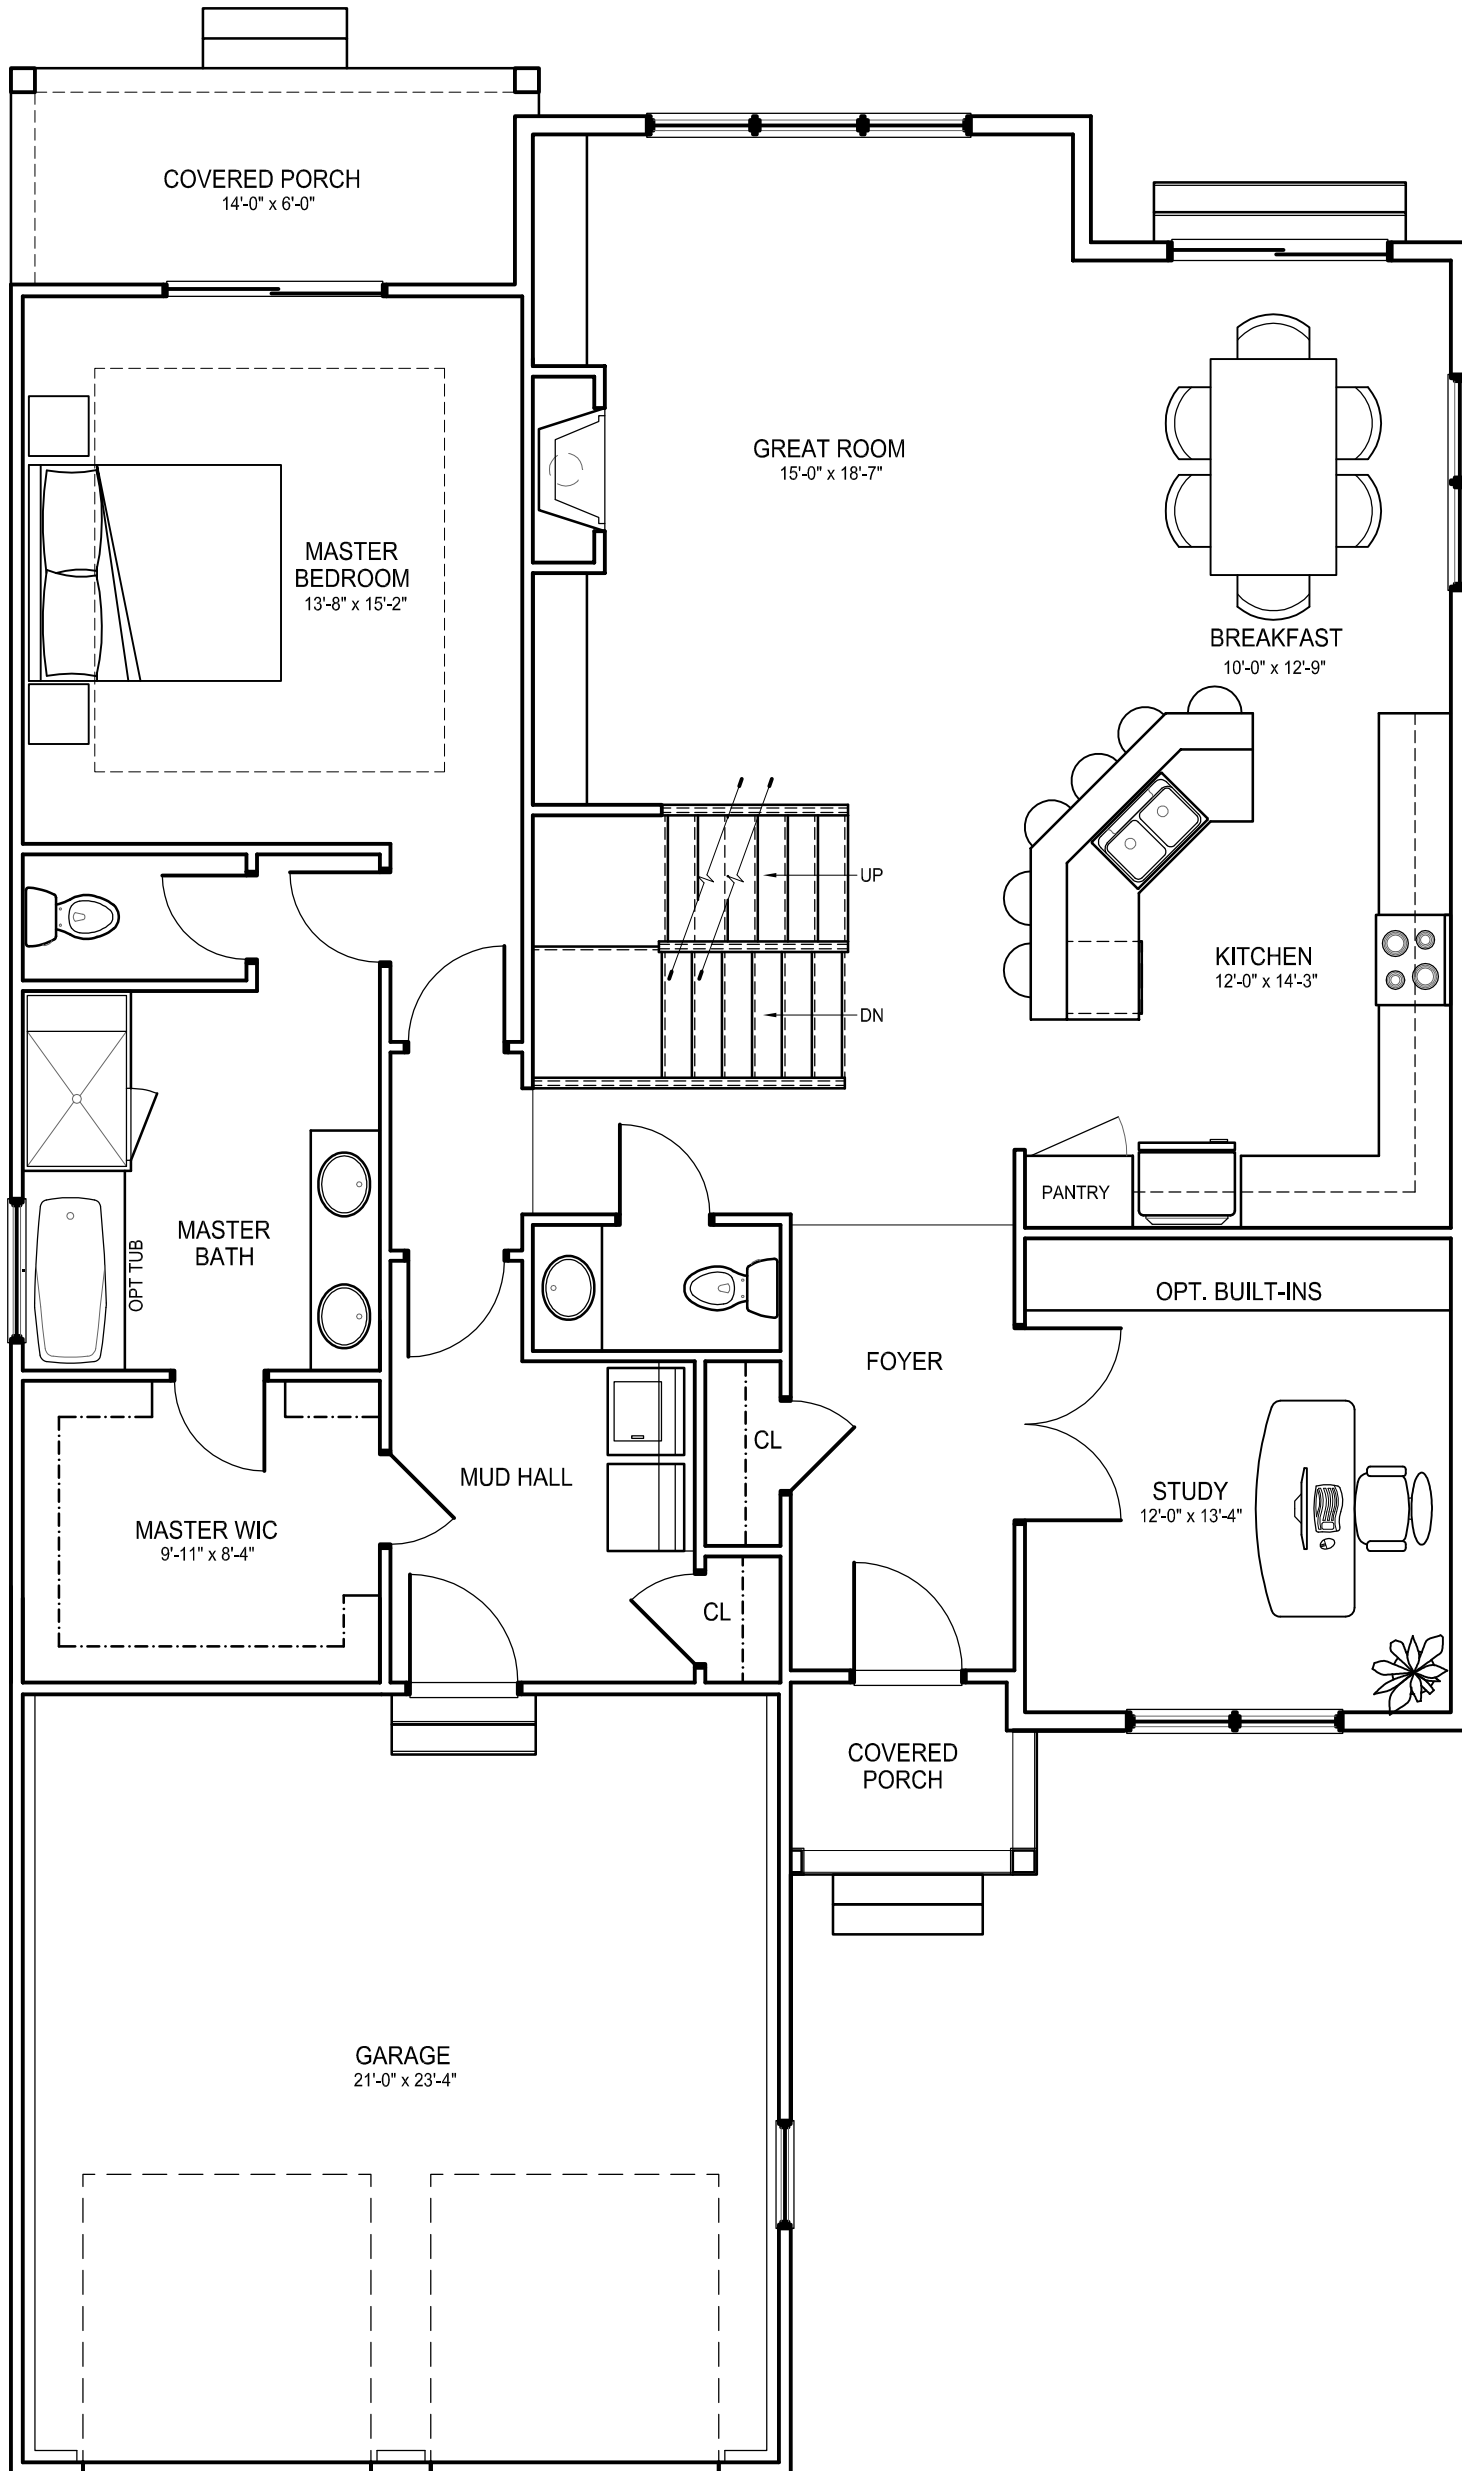 COVERED PORCH
14'-0" x 6'-0"
GREAT ROOM
15'-0" x 18'-7"
MASTER
BEDROOM
13'-8" x 15'-2"
BREAKFAST
10'-0" x 12'-9"
UP
DN
KITCHEN
12'-0" x 14'-3"
PANTRY
MASTER
BATH
OPT TUB
OPT. BUILT-INS
FOYER
CL
MUD HALL
STUDY
12'-0" x 13'-4"
MASTER WIC
9'-11" x 8'-4"
CL
COVERED
PORCH
GARAGE
21'-0" x 23'-4"